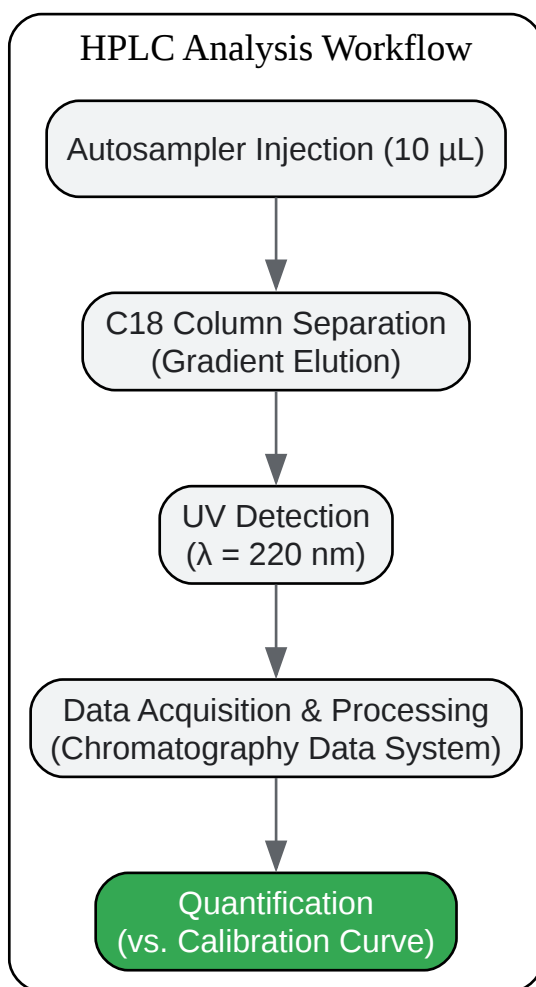 HPLC Analysis Workflow
Autosampler Injection (10 µL)
C18 Column Separation
(Gradient Elution)
UV Detection
(λ = 220 nm)
Data Acquisition & Processing
(Chromatography Data System)
Quantification
(vs. Calibration Curve)